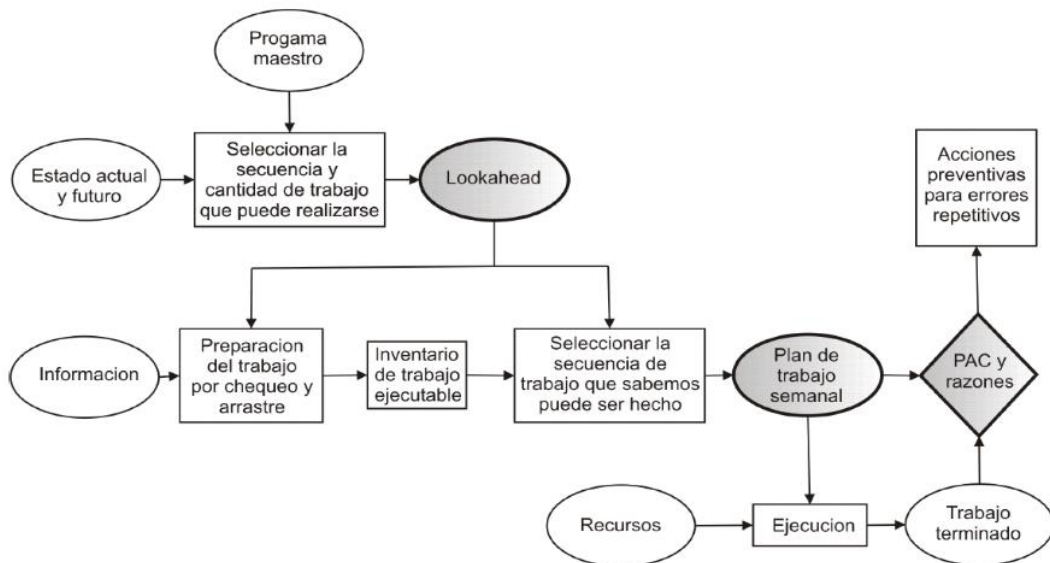 Progama
maestro
Estado actual
y futuro
Seleccionar la
secuencia y
cantidad de trabajo
que puede realizarse
Lookahead
Acciones
preventivas
para errores
repetitivos
Informacion
Preparacion
del trabajo
por chequeo y
arrastre
Inventario
de trabajo
ejecutable
Seleccionar la
secuencia de
trabajo que sabemos
puede ser hecho
Plan de
trabajo
semanal
PAC y
razones
Recursos
Ejecucion
Trabajo
terminado